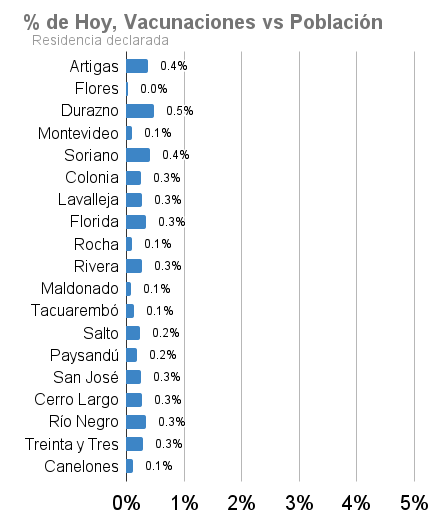 % de Hoy, Vacunaciones vs Población
Residencia declarada
Artigas 0.4%
Flores 0.0%
Durazno 0.5%
Montevideo 0.1%
Soriano 0.4%
Colonia 0.3%
Lavalleja 0.3%
Florida 0.3%
Rocha 0.1%
Rivera 0.3%
Maldonado 0.1%
Tacuarembó 0.1%
Salto 0.2%
Paysandú 0.2%
San José 0.3%
Cerro Largo 0.3%
Río Negro 0.3%
Treinta y Tres 0.3%
Canelones 0.1%
0% 1% 2% 3% 4% 5%